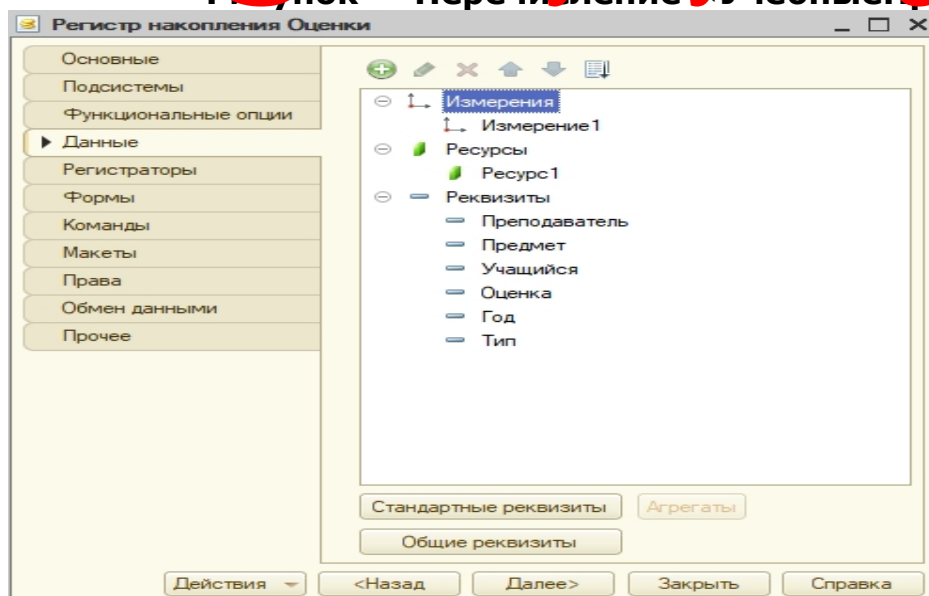 Перечисление
Регистр накопления Оценки
Основные
Подсистемы
Функциональные опции
Данные
Регистраторы
Формы
Команды
Макеты
Права
Обмен данными
Прочее
Измерения
Измерение1
Ресурсы
Ресурс1
Реквизиты
Преподаватель
Предмет
Учащийся
Оценка
Год
Тип
Стандартные реквизиты Агрегаты
Общие реквизиты
Действия <Назад Далее> Закрыть Справка